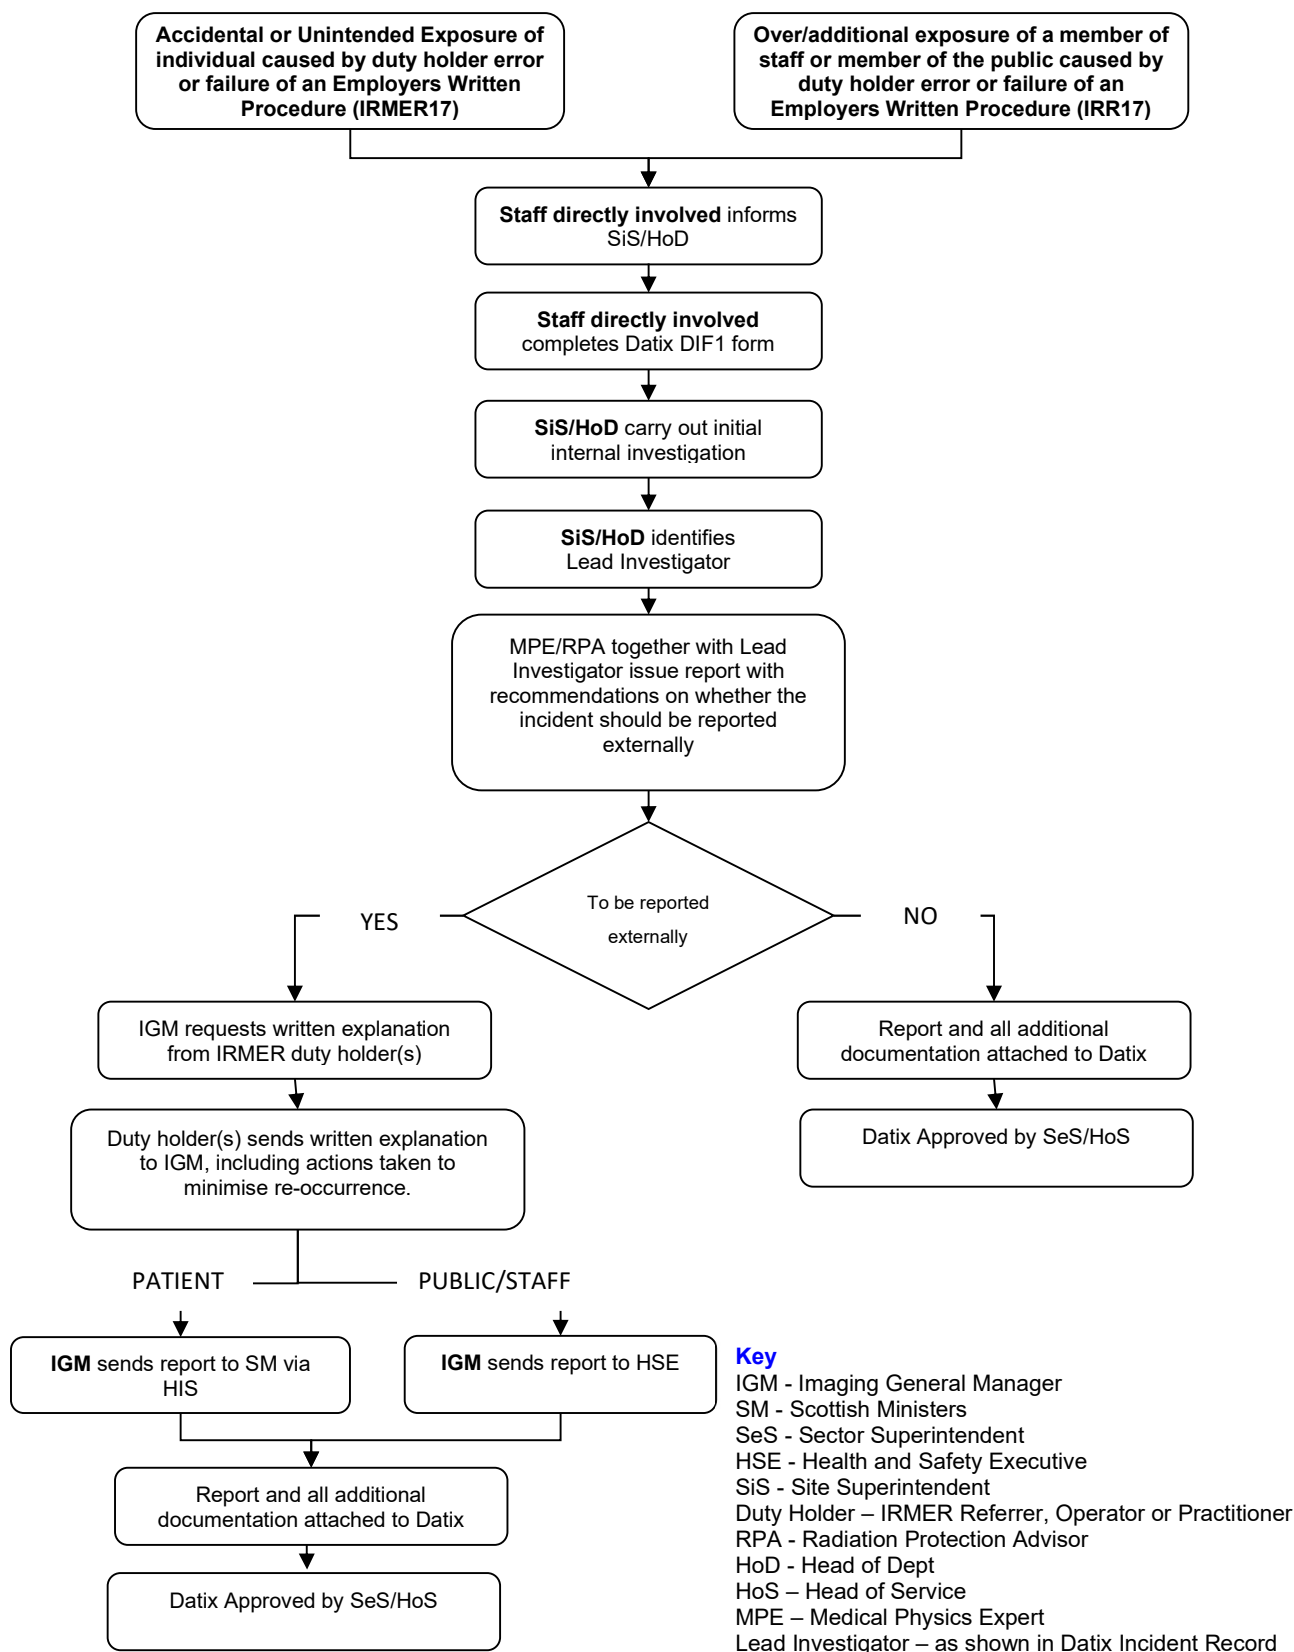 Accidental or Unintended Exposure of
individual caused by duty holder error
or failure of an Employers Written
Procedure (IRMER17)
Over/additional exposure of a member of
staff or member of the public caused by
duty holder error or failure of an
Employers Written Procedure (IRR17)
Staff directly involved informs
SiS/HoD
Staff directly involved
completes Datix DIF1 form
SiS/HoD carry out initial
internal investigation
SiS/HoD identifies
Lead Investigator
MPE/RPA together with Lead
Investigator issue report with
recommendations on whether the
incident should be reported
externally
To be reported
externally
YES
NO
IGM requests written explanation
from IRMER duty holder(s)
Duty holder(s) sends written explanation
to IGM, including actions taken to
minimise re-occurrence.
Report and all additional
documentation attached to Datix
Datix Approved by SeS/HoS
PATIENT
PUBLIC/STAFF
IGM sends report to SM via
HIS
IGM sends report to HSE
Report and all additional
documentation attached to Datix
Datix Approved by SeS/HoS
Key
IGM - Imaging General Manager
SM - Scottish Ministers
SeS - Sector Superintendent
HSE - Health and Safety Executive
SiS - Site Superintendent
Duty Holder – IRMER Referrer, Operator or Practitioner
RPA - Radiation Protection Advisor
HoD - Head of Dept
HoS – Head of Service
MPE – Medical Physics Expert
Lead Investigator – as shown in Datix Incident Record